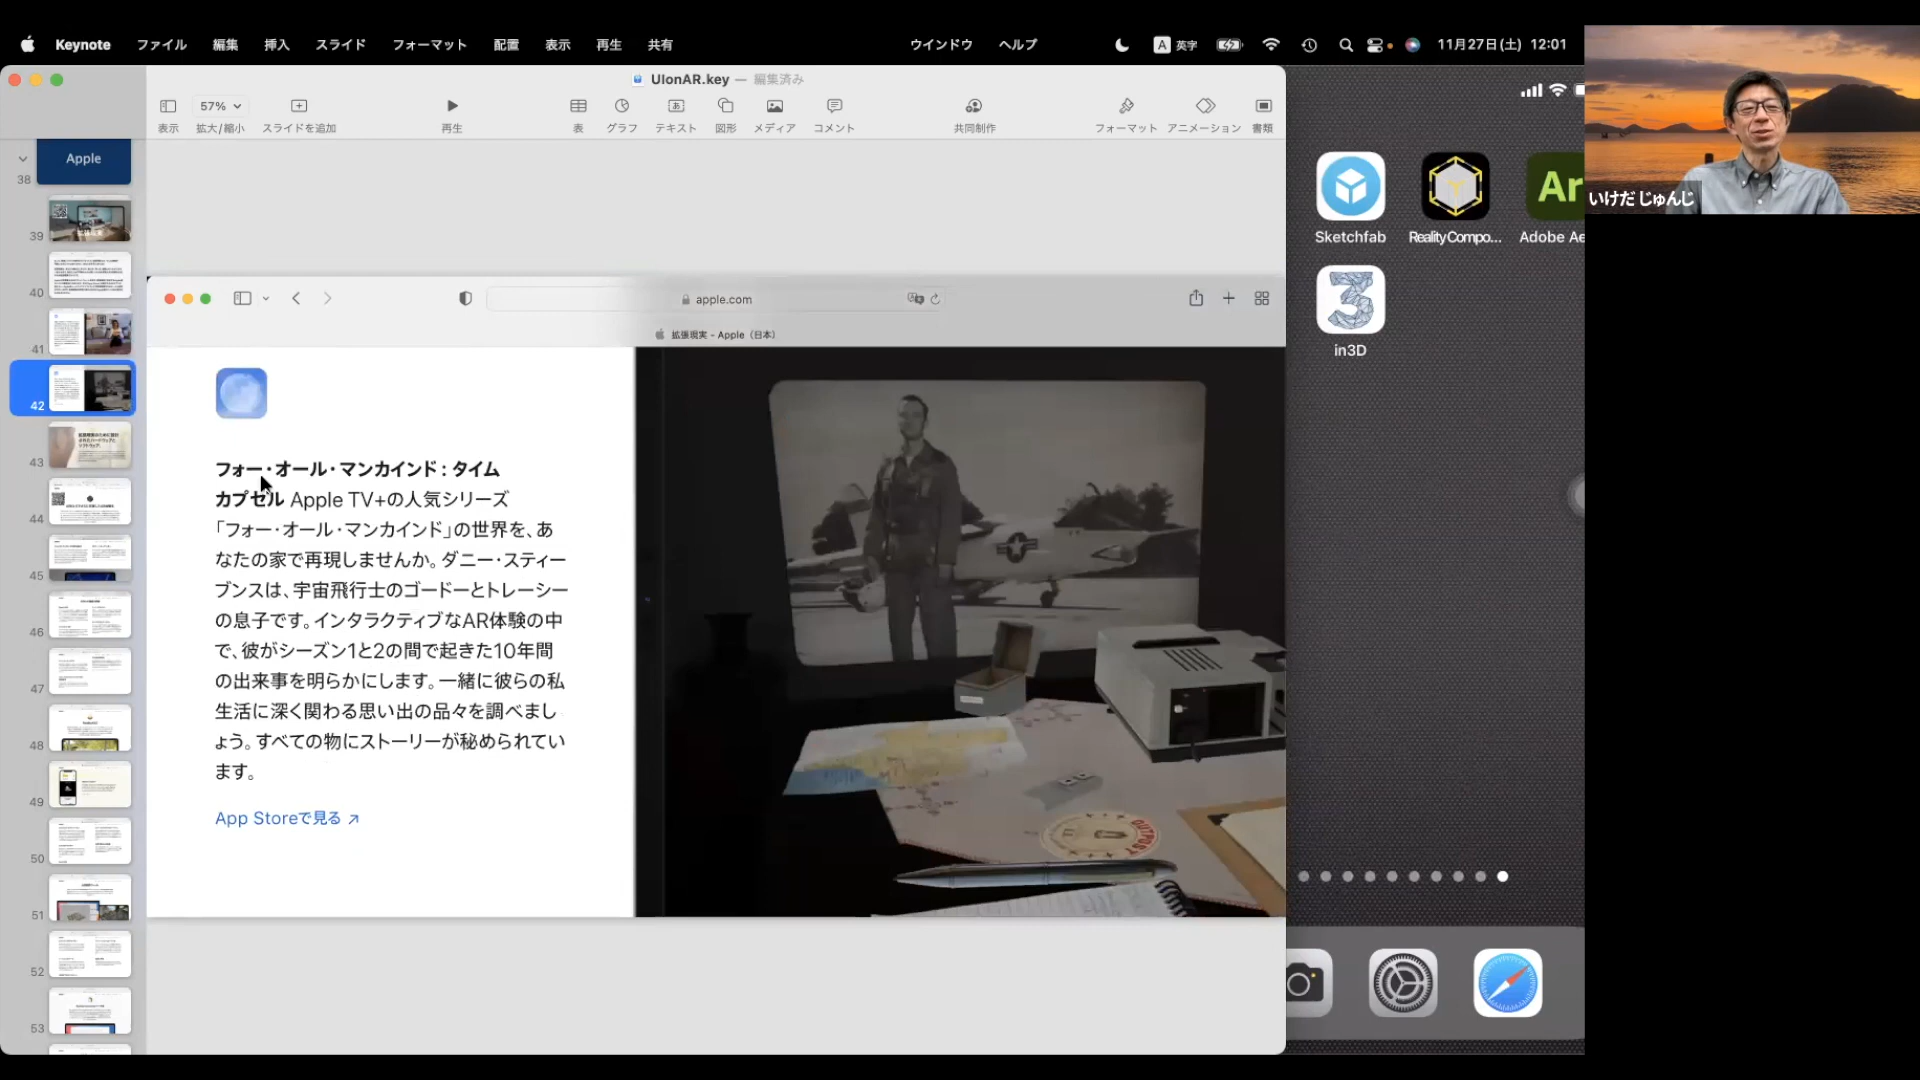 Keynote ファイル 編集 挿入 スライド フォーマット 配置 表示 再生 共有 ウインドウ ヘルプ A 英字 11月27日(土) 12:01
UIonAR.key — 編集済み
57%
表示 拡大/縮小 スライドを追加 再生 表 グラフ テキスト 図形 メディア コメント 共同制作 フォーマット アニメーション 書類
Apple
38
39
40
41
42
43
44
45
46
47
48
49
50
51
52
53
apple.com
拡張現実 - Apple（日本）
フォー・オール・マンカインド：タイム
カプセル Apple TV+の人気シリーズ
「フォー・オール・マンカインド」の世界を、あ
なたの家で再現しませんか。ダニー・スティー
ブンスは、宇宙飛行士のゴードーとトレーシー
の息子です。インタラクティブなAR体験の中
で、彼がシーズン1と2の間で起きた10年間
の出来事を明らかにします。一緒に彼らの私
生活に深く関わる思い出の品々を調べまし
ょう。すべての物にストーリーが秘められてい
ます。
App Storeで見る ↗
OUTPOST
Sketchfab
Reality Compo...
Ar
Adobe Ae
3
in3D
いけだ じゅんじ